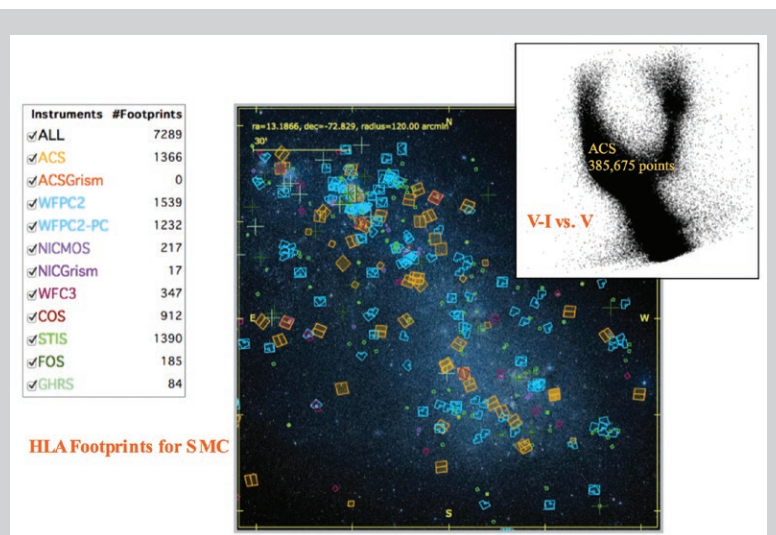 Instruments #Footprints
ALL 7289
ACS 1366
ACSGrism 0
WFPC2 1539
WFPC2-PC 1232
NICMOS 217
NICGrism 17
WFC3 347
COS 912
STIS 1390
FOS 185
GHRS 84
HLA Footprints for SMC
ra=13.1866, dec=-72.829, radius=120.00 arcmin
N
30'
E
W
S
ACS
385,675 points
V-I vs. V